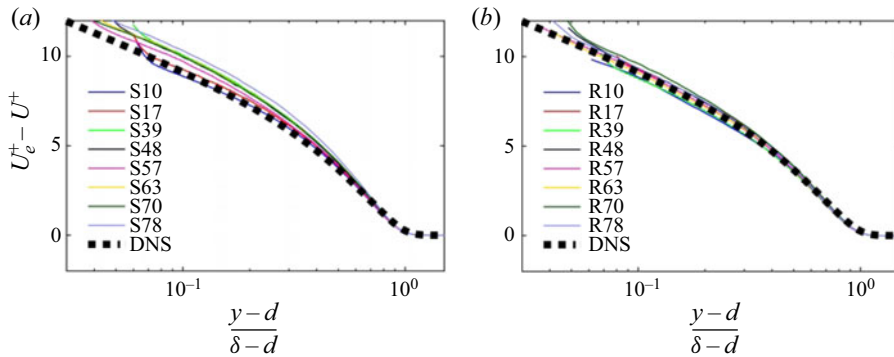 (a)
10
5
0
U_e^+ – U^+
S10
S17
S39
S48
S57
S63
S70
S78
DNS
10^–1
10^0
y – d
δ – d
(b)
10
5
0
R10
R17
R39
R48
R57
R63
R70
R78
DNS
10^–1
10^0
y – d
δ – d